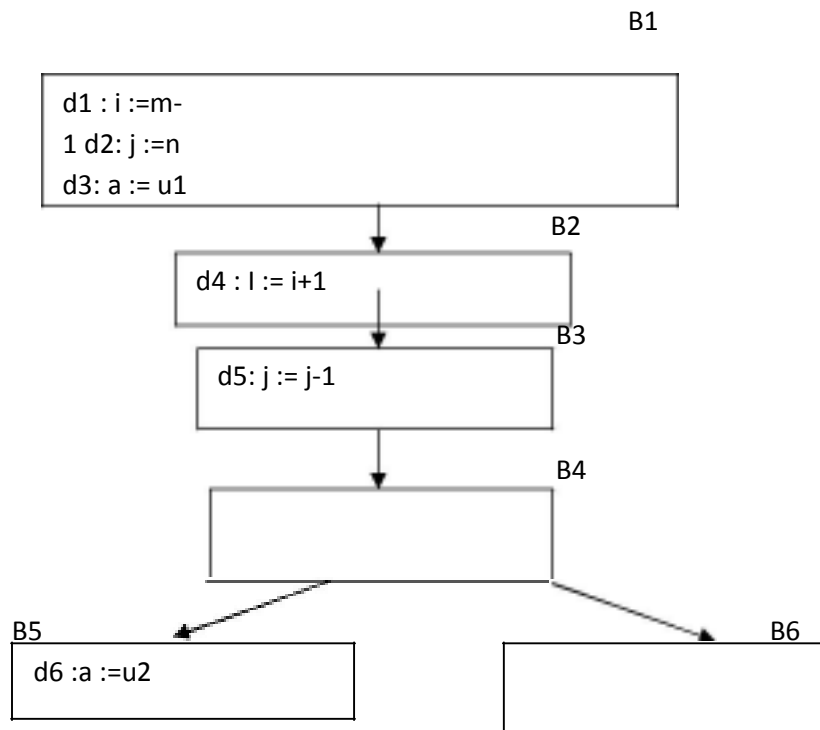 B1
d1 : i :=m-
1 d2: j :=n
d3: a := u1
B2
d4 : I := i+1
B3
d5: j := j-1
B4
B5
B6
d6 :a :=u2